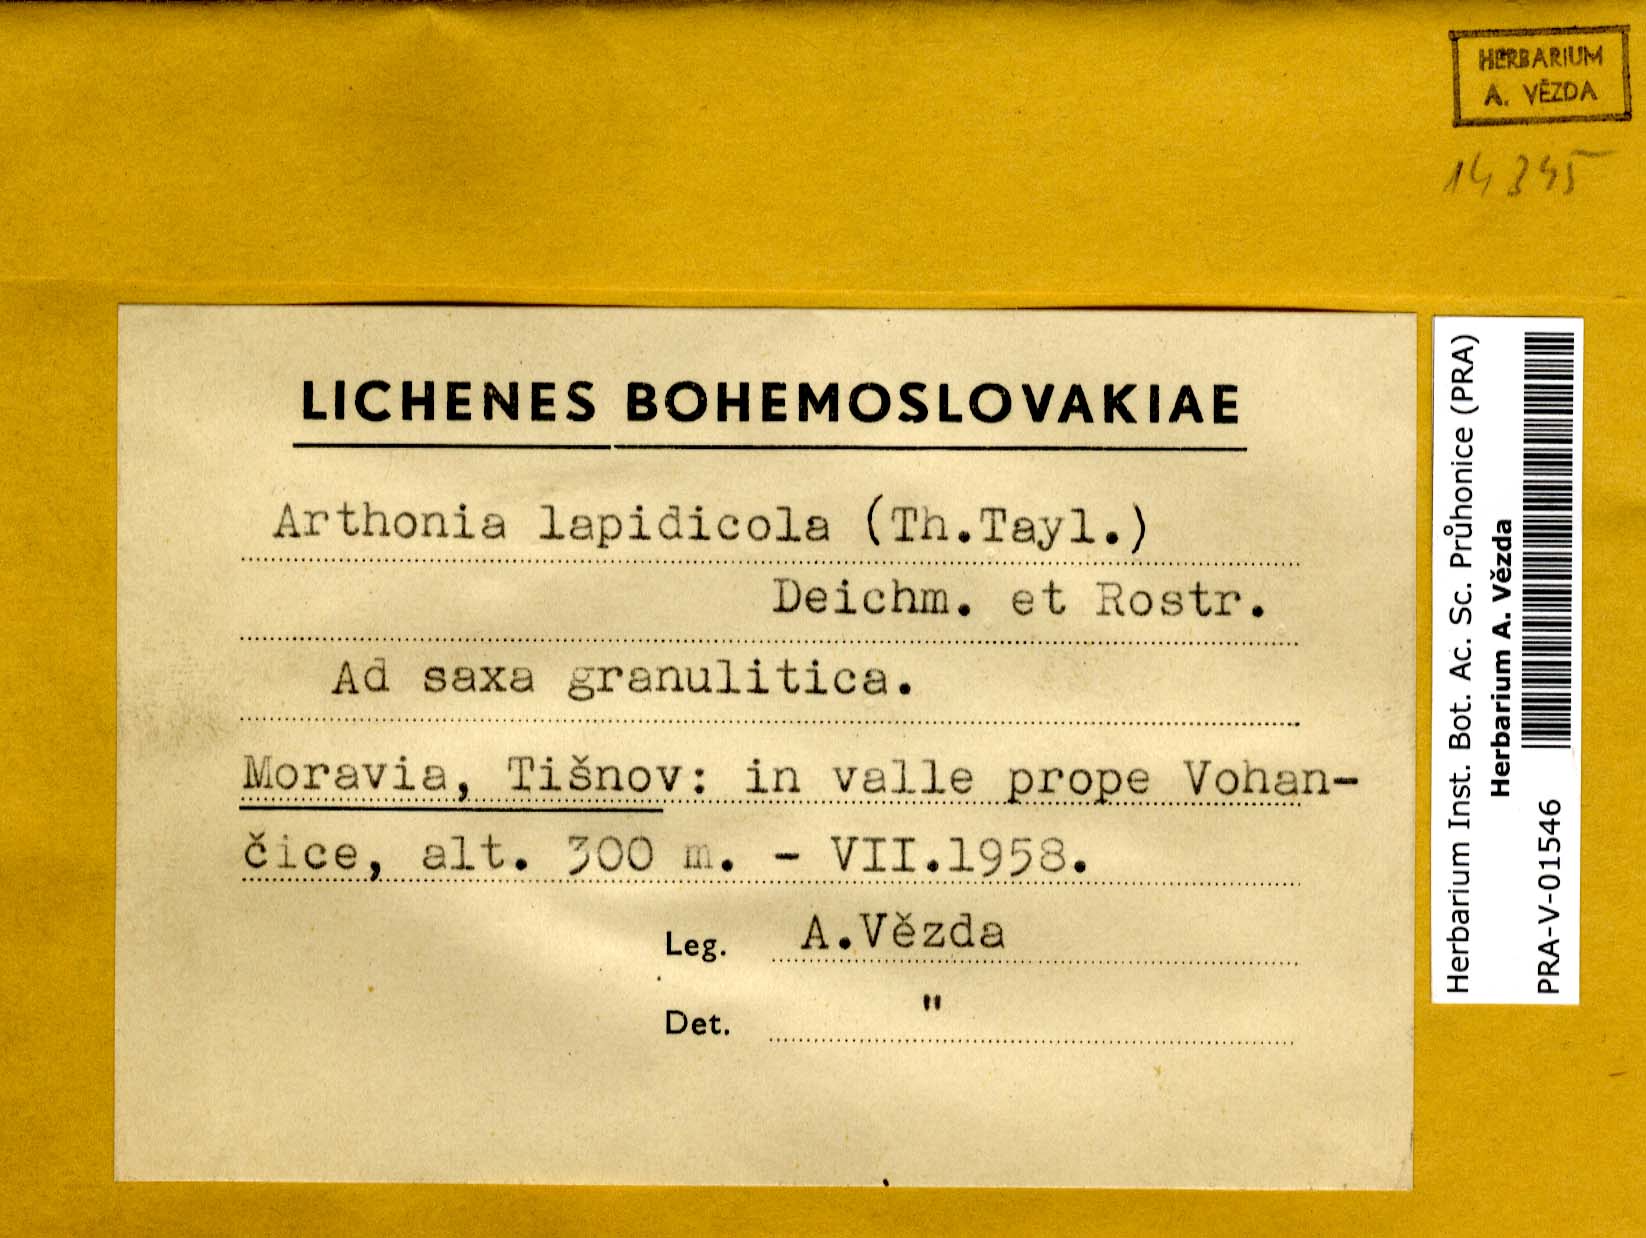 HERBARIUM
A. VĚZDA
14345
LICHENES BOHEMOSLOVAKIAE
Arthonia lapidicola (Th.Tayl.)
Deichm. et Rostr.
Ad saxa granulitica.
Moravia, Tišnov: in valle prope Vohan-
čice, alt. 300 m. - VII.1958.
Leg. A.Vězda
Det. "
Herbarium Inst. Bot. Ac. Sc. Průhonice (PRA)
Herbarium A. Vězda
PRA-V-01546